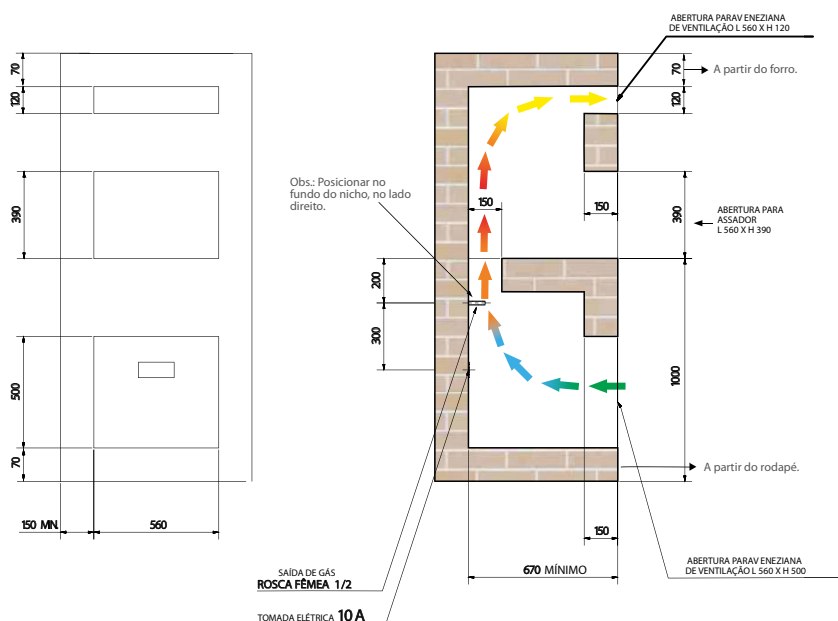 ABERTURA PARAV ENEZIANA
DE VENTILAÇÃO L 560 X H 120
70
120
390
500
70
150 MN.
560
Obs.: Posicionar no
fundo do nicho, no lado
direito.
150
150
70
A partir do forro.
120
390
ABERTURA PARA
ASSADOR
L 560 X H 390
200
300
1000
A partir do rodapé.
150
670 MÍNIMO
SAÍDA DE GÁS
ROSCA FÊMEA 1/2
TOMADA ELÉTRICA 10 A
ABERTURA PARAV ENEZIANA
DE VENTILAÇÃO L 560 X H 500